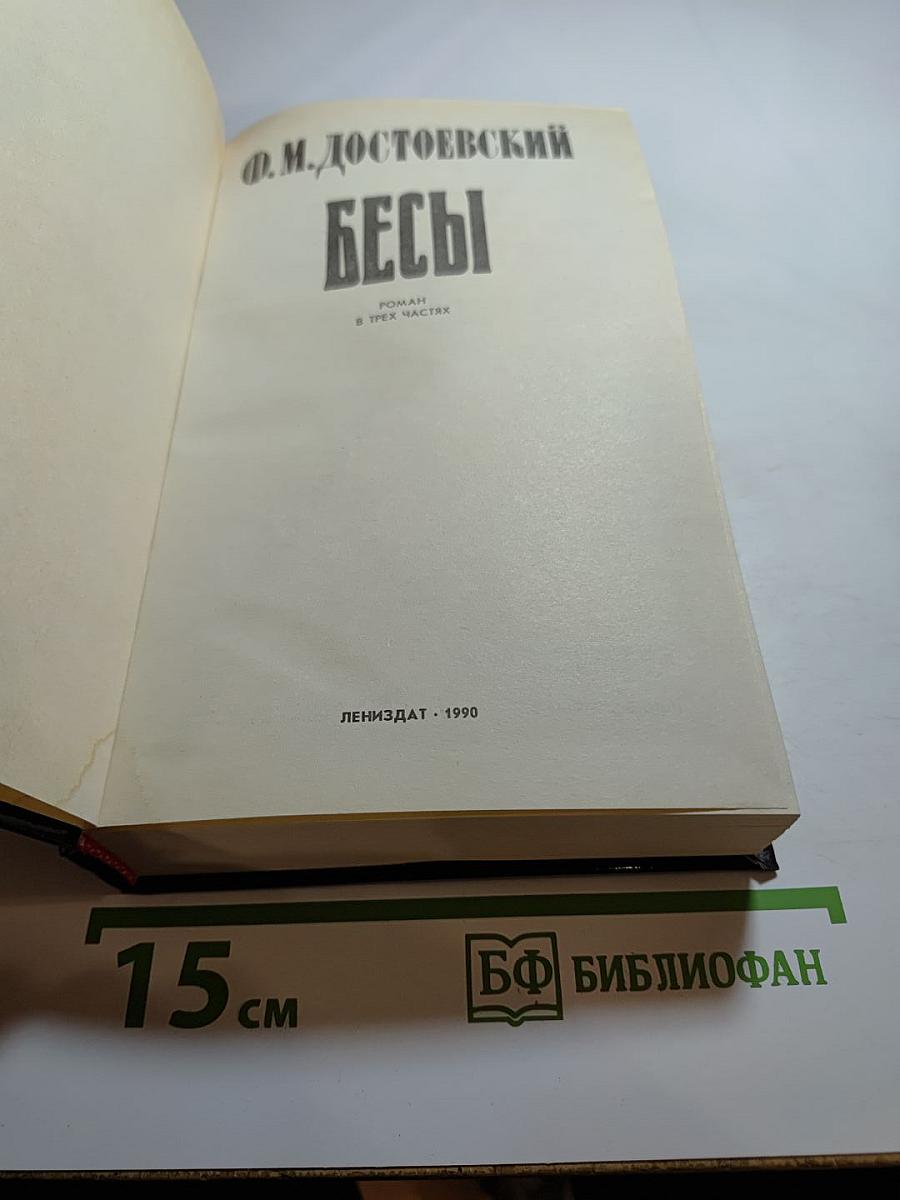 Ф.М.ДОСТОЕВСКИЙ
БЕСЫ
РОМАН
В ТРЕХ ЧАСТЯХ
ЛЕНИЗДАТ · 1990
15 см
БФ БИБЛИОФАН